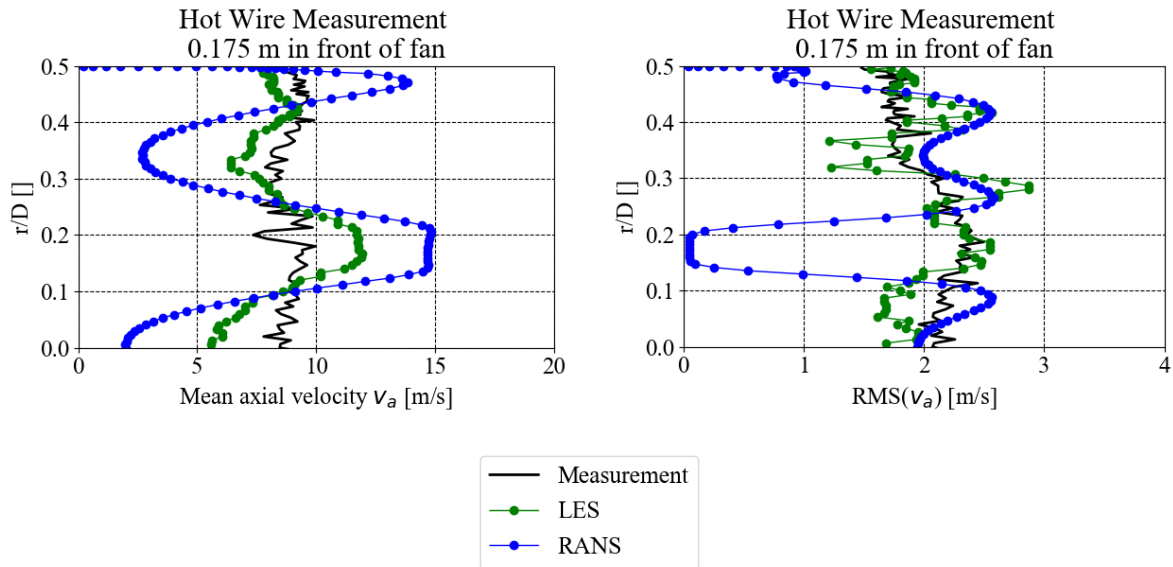 Hot Wire Measurement
0.175 m in front of fan
0.5
0.4
0.3
0.2
0.1
0.0
r/D []
0
5
10
15
20
Mean axial velocity vₐ [m/s]
Hot Wire Measurement
0.175 m in front of fan
0.5
0.4
0.3
0.2
0.1
0.0
r/D []
0
1
2
3
4
RMS(vₐ) [m/s]
Measurement
LES
RANS